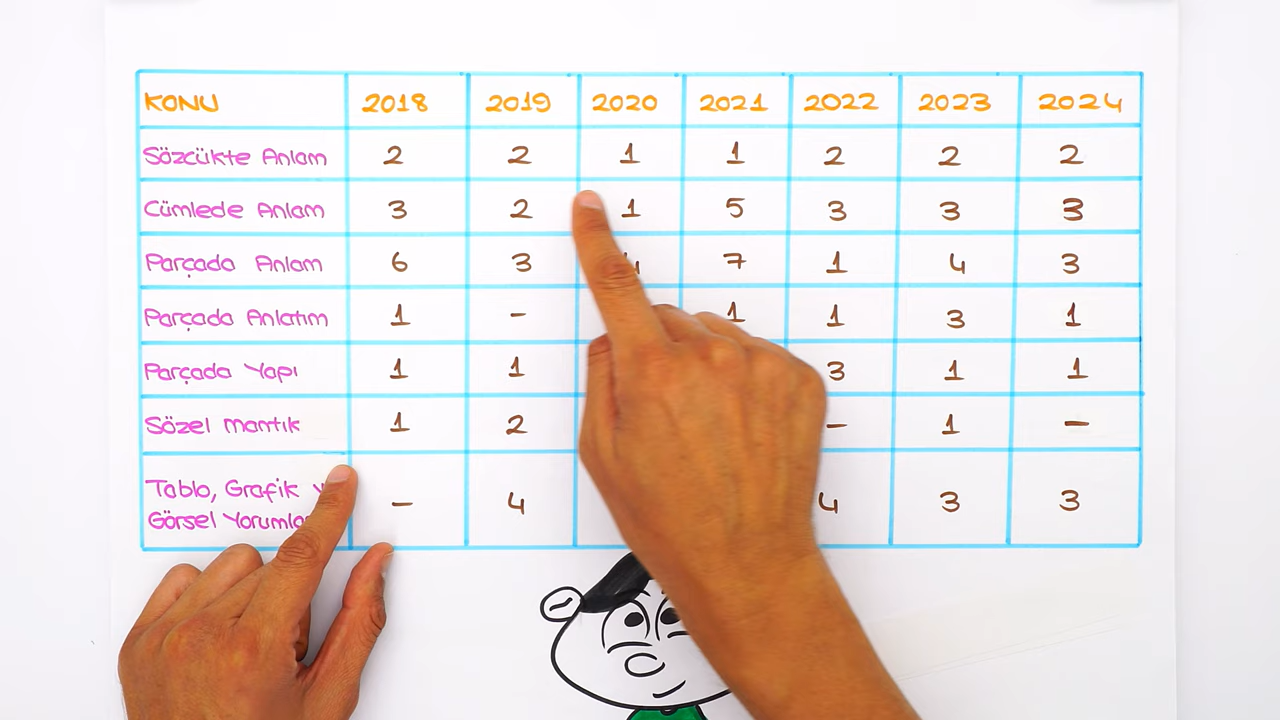 KONU 2018 2019 2020 2021 2022 2023 2024
Sözcükte Anlam 2 2 1 1 2 2 2
Cümlede Anlam 3 2 1 5 3 3 3
Parçada Anlam 6 3 7 1 4 3
Parçada Anlatım 1 - 1 1 3 1
Parçada Yapı 1 1 3 1 1
Sözel Mantık 1 2 - 1 -
Tablo, Grafik
Görsel - 4 4 3 3